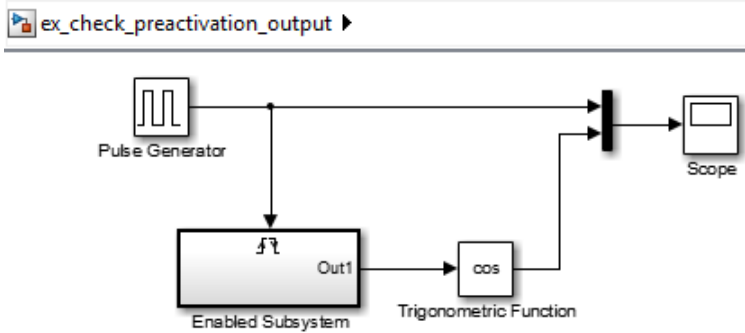 ex_check_preactivation_output
Pulse Generator
Scope
Out1
cos
Enabled Subsystem
Trigonometric Function